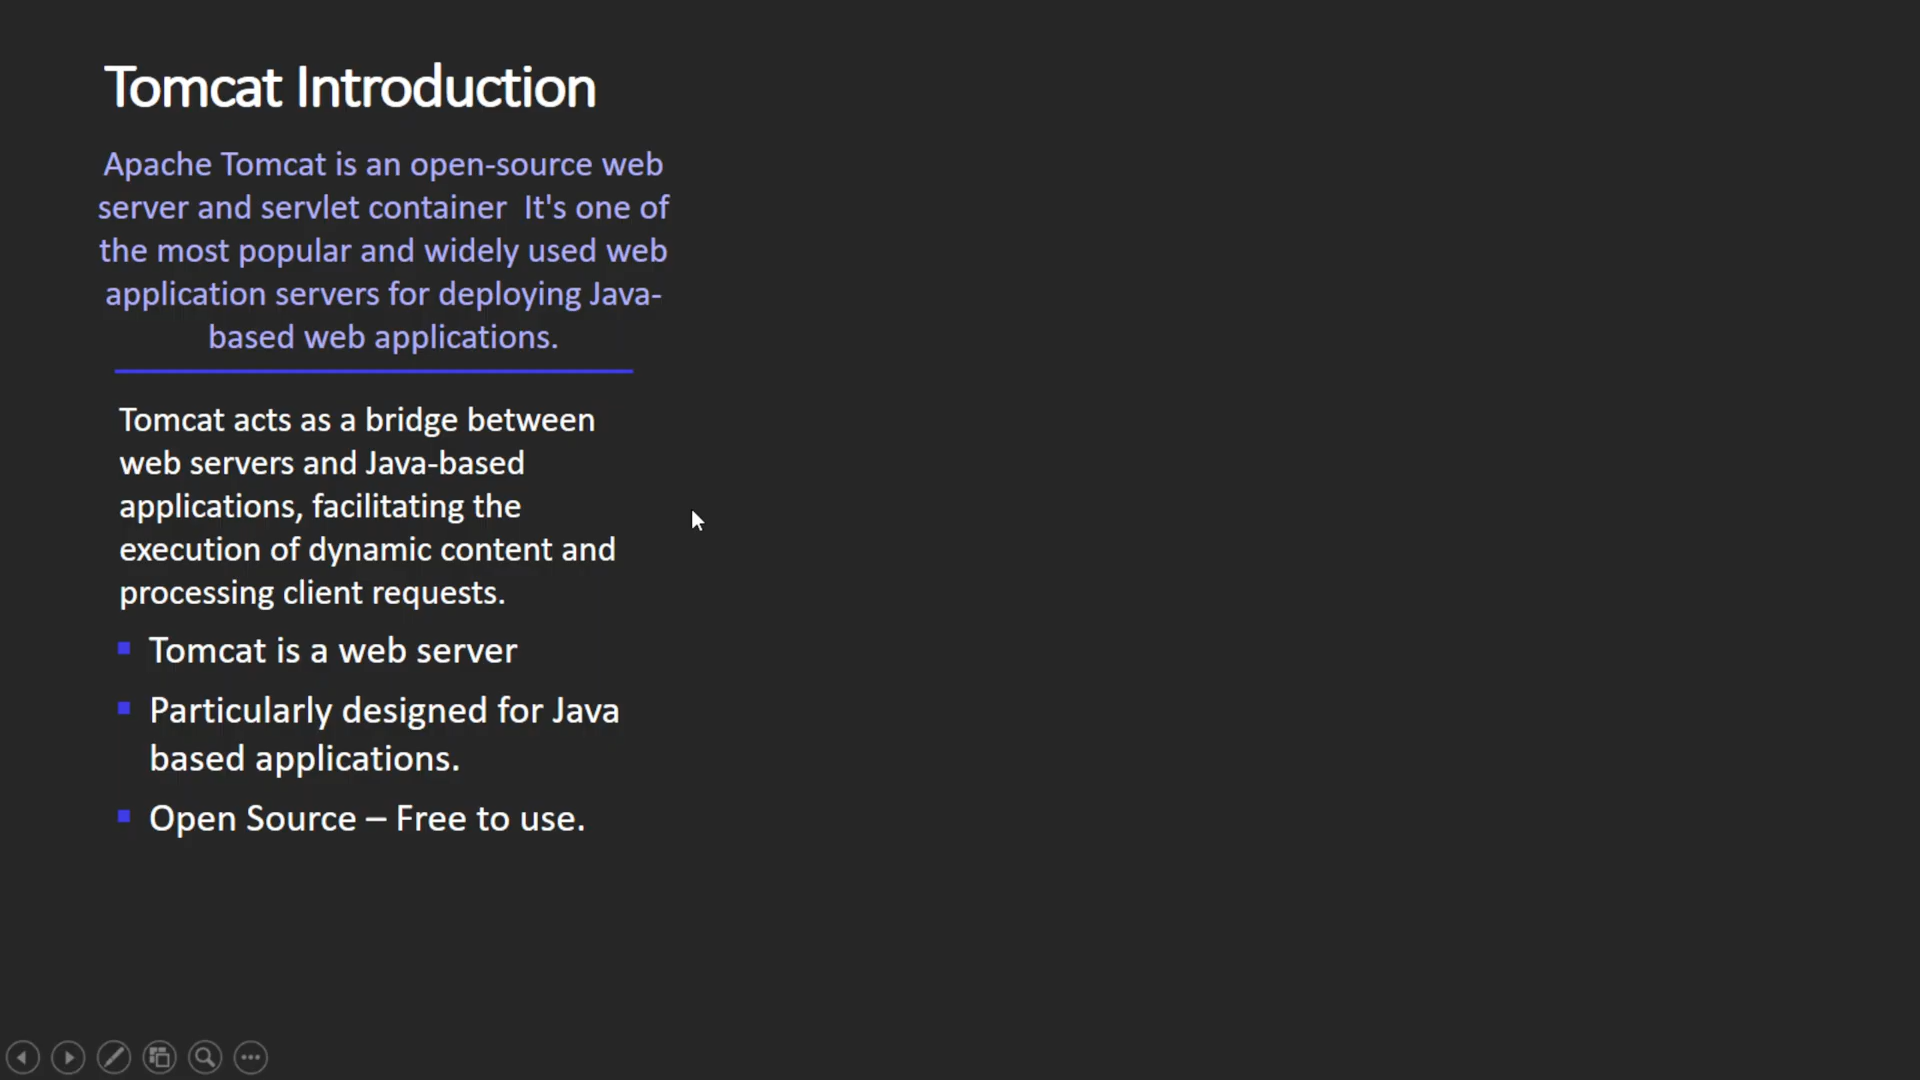 Tomcat Introduction
Apache Tomcat is an open-source web
server and servlet container  It's one of
the most popular and widely used web
application servers for deploying Java-
based web applications.
Tomcat acts as a bridge between
web servers and Java-based
applications, facilitating the
execution of dynamic content and
processing client requests.
Tomcat is a web server
Particularly designed for Java
based applications.
Open Source – Free to use.